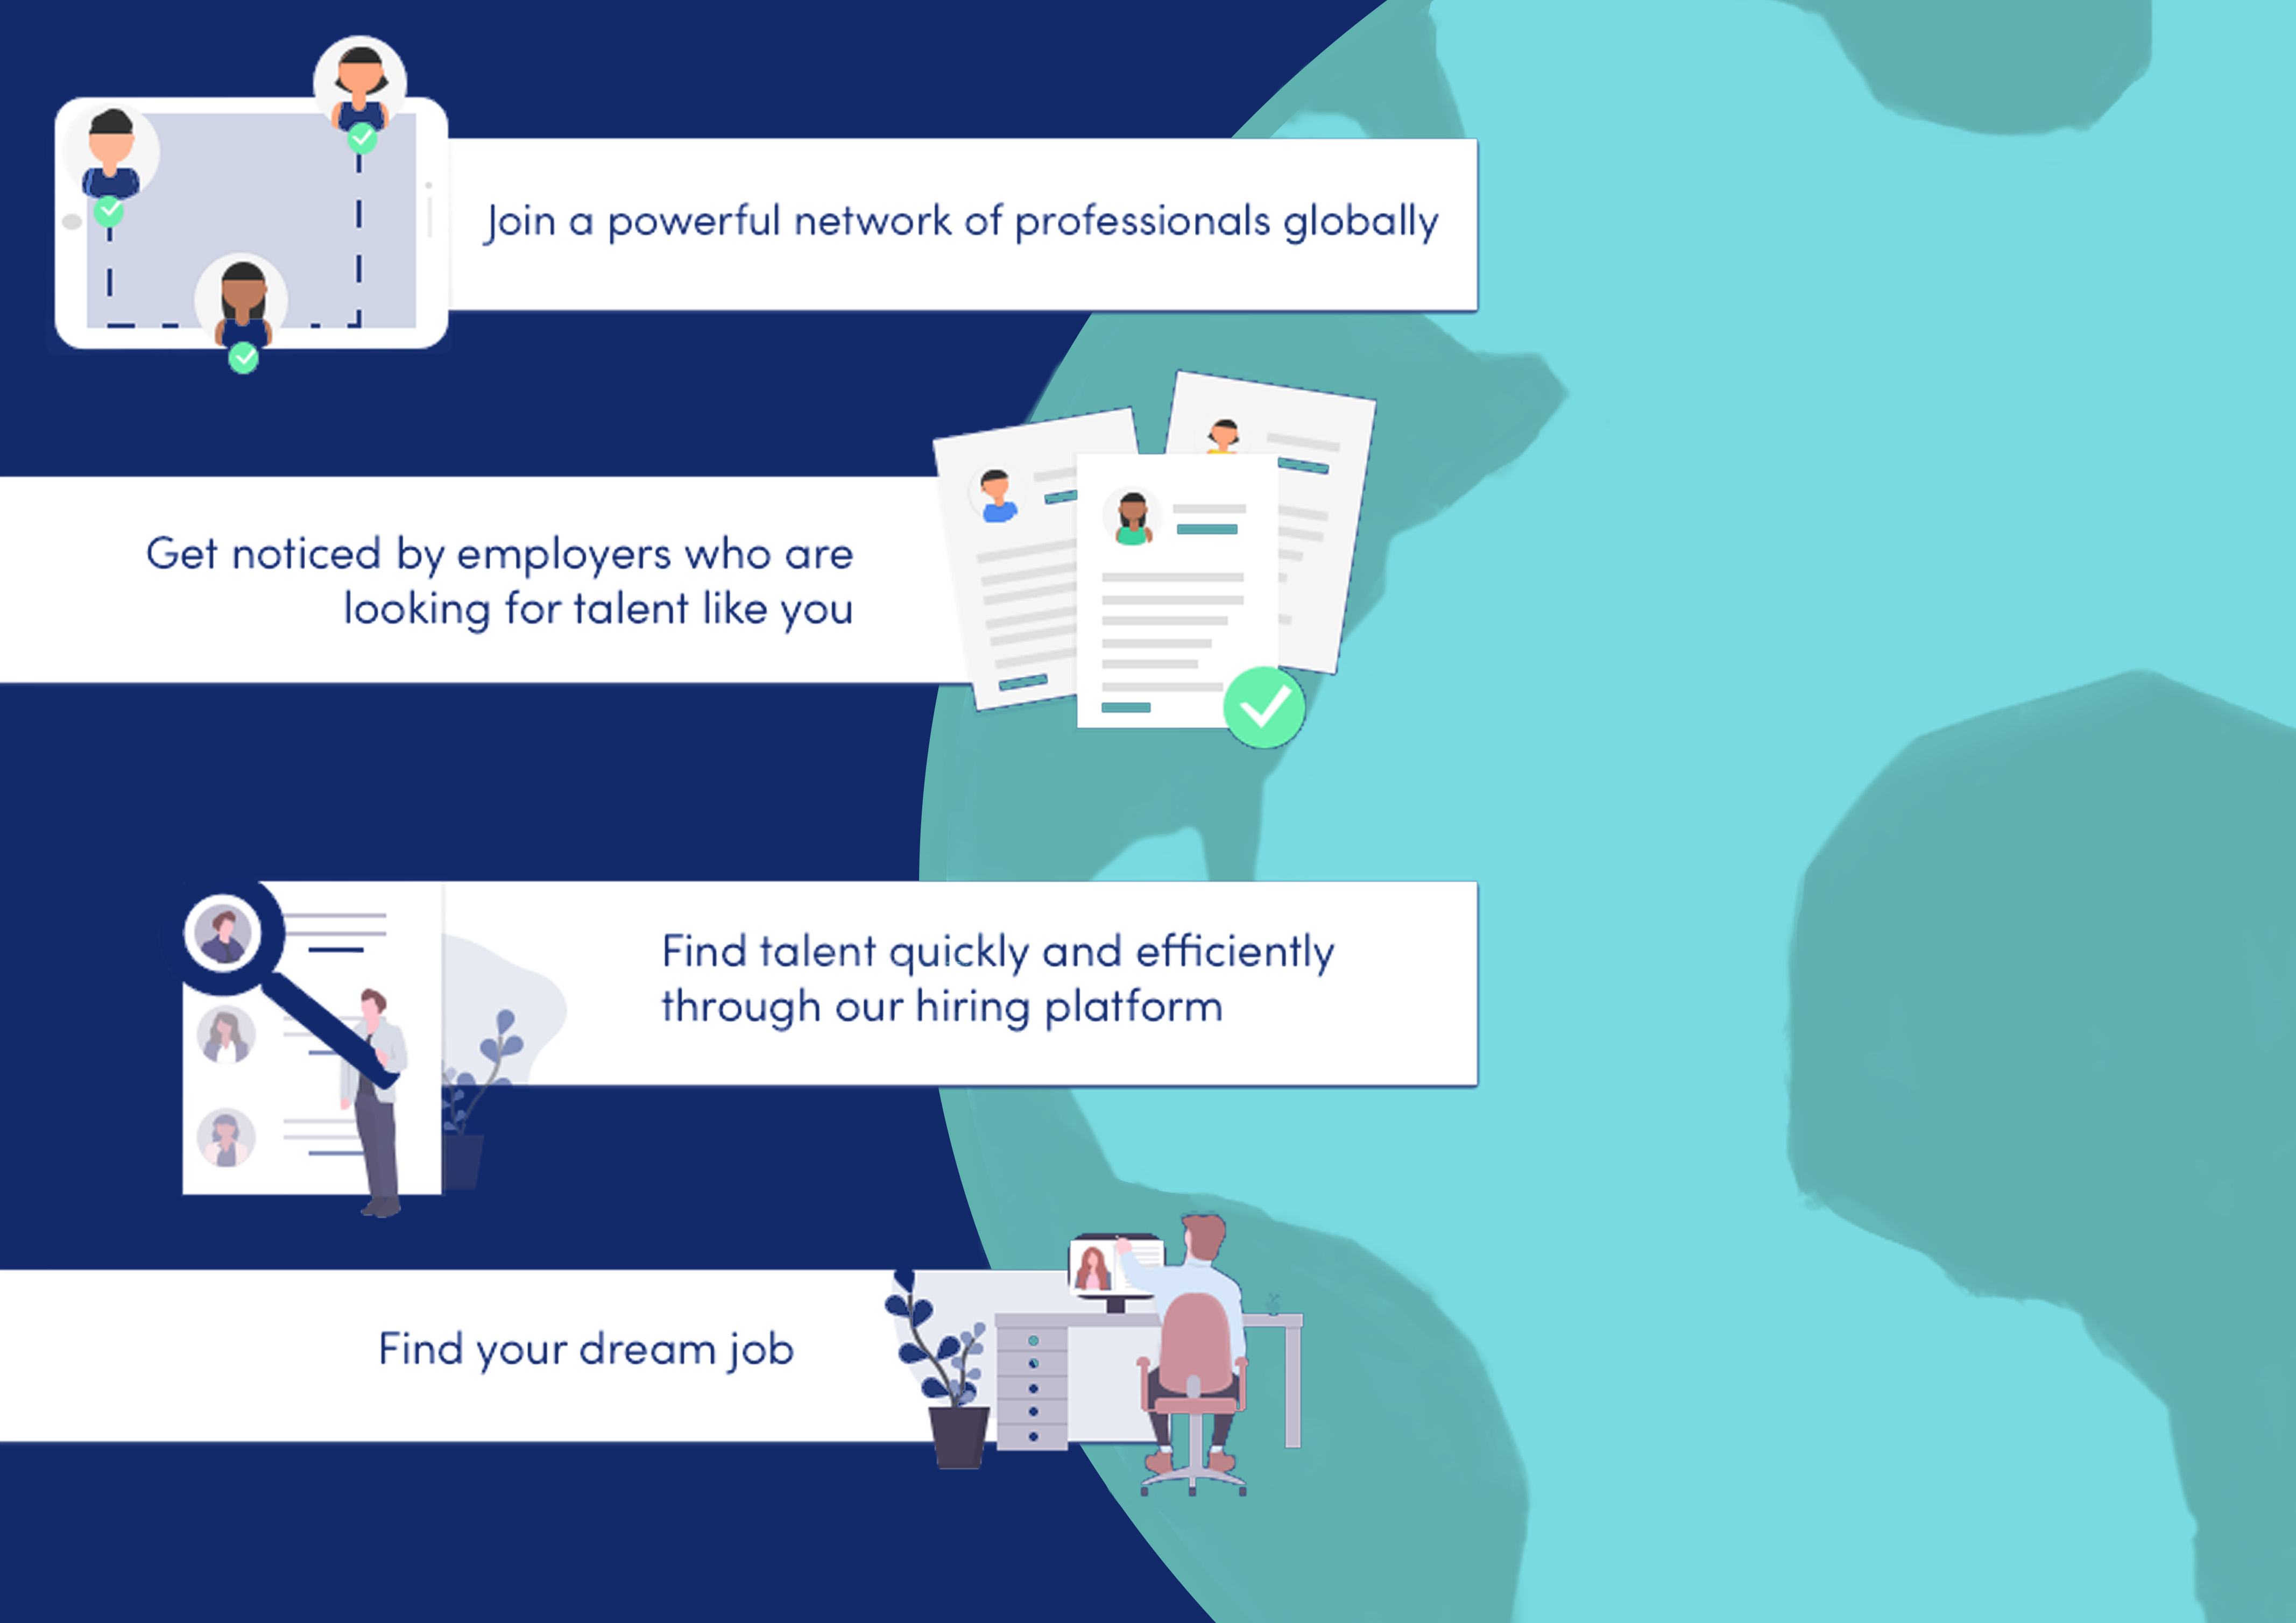 Join a powerful network of professionals globally
Get noticed by employers who are
looking for talent like you
Find talent quickly and efficiently
through our hiring platform
Find your dream job